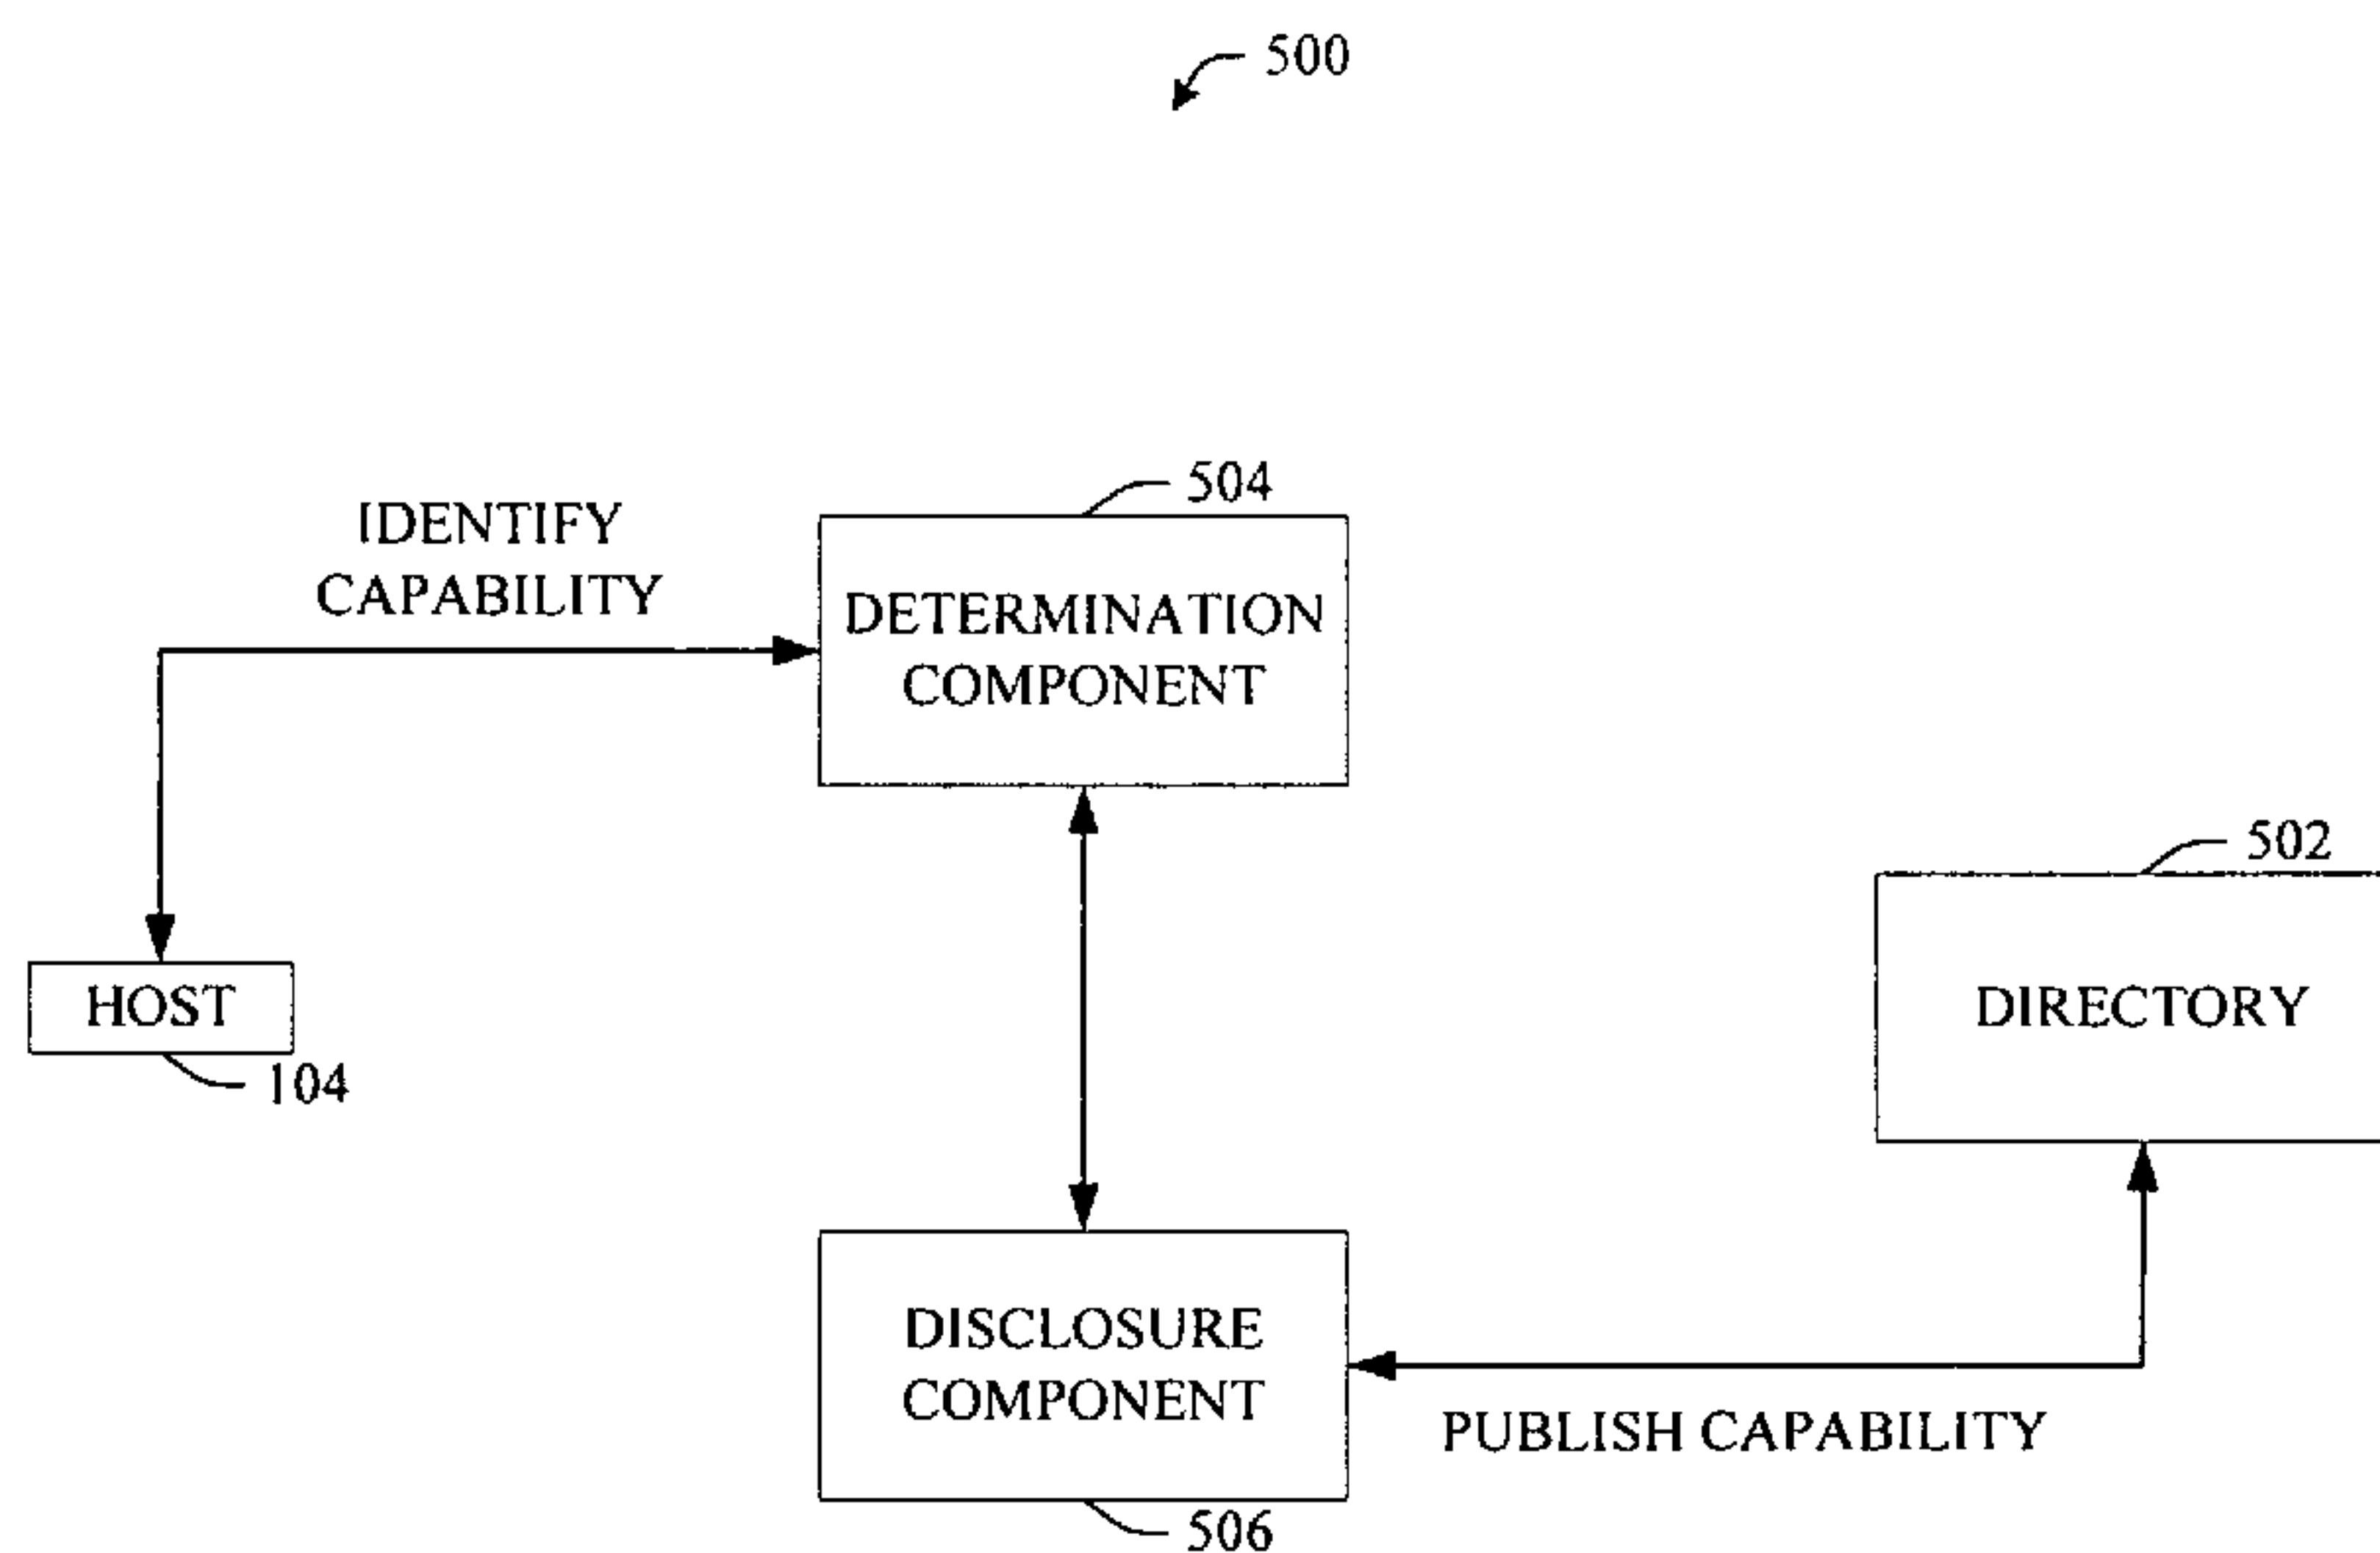 500
504
IDENTIFY
CAPABILITY
DETERMINATION
COMPONENT
502
HOST
DIRECTORY
104
DISCLOSURE
COMPONENT
PUBLISH CAPABILITY
506